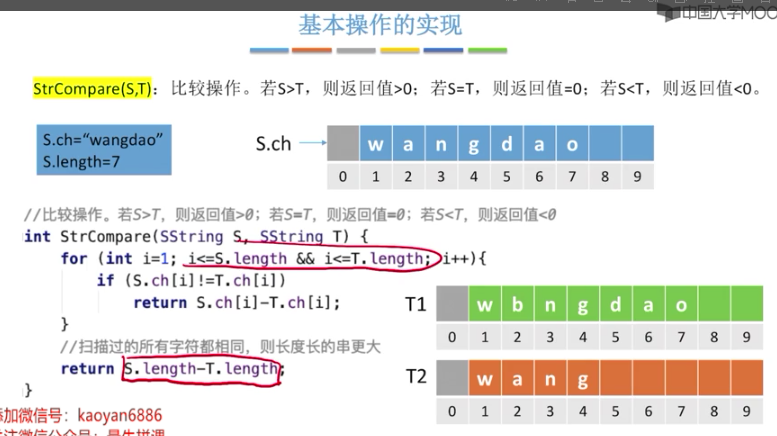 基本操作的实现
中国大学MOO
StrCompare(S,T)：比较操作。若S>T，则返回值>0；若S=T，则返回值=0；若S<T，则返回值<0。
S.ch=“wangdao”
S.length=7
S.ch
w a n g d a o
0 1 2 3 4 5 6 7 8 9
//比较操作。若S>T，则返回值>0；若S=T，则返回值=0；若S<T，则返回值<0
int StrCompare(SString S, SString T) {
for (int i=1; i<=S.length && i<=T.length; i++){
if (S.ch[i]!=T.ch[i])
return S.ch[i]-T.ch[i];
}
//扫描过的所有字符都相同，则长度长的串更大
return S.length-T.length;
}
T1
w b n g d a o
0 1 2 3 4 5 6 7 8 9
T2
w a n g
0 1 2 3 4 5 6 7 8 9
添加微信号：kaoyan6886